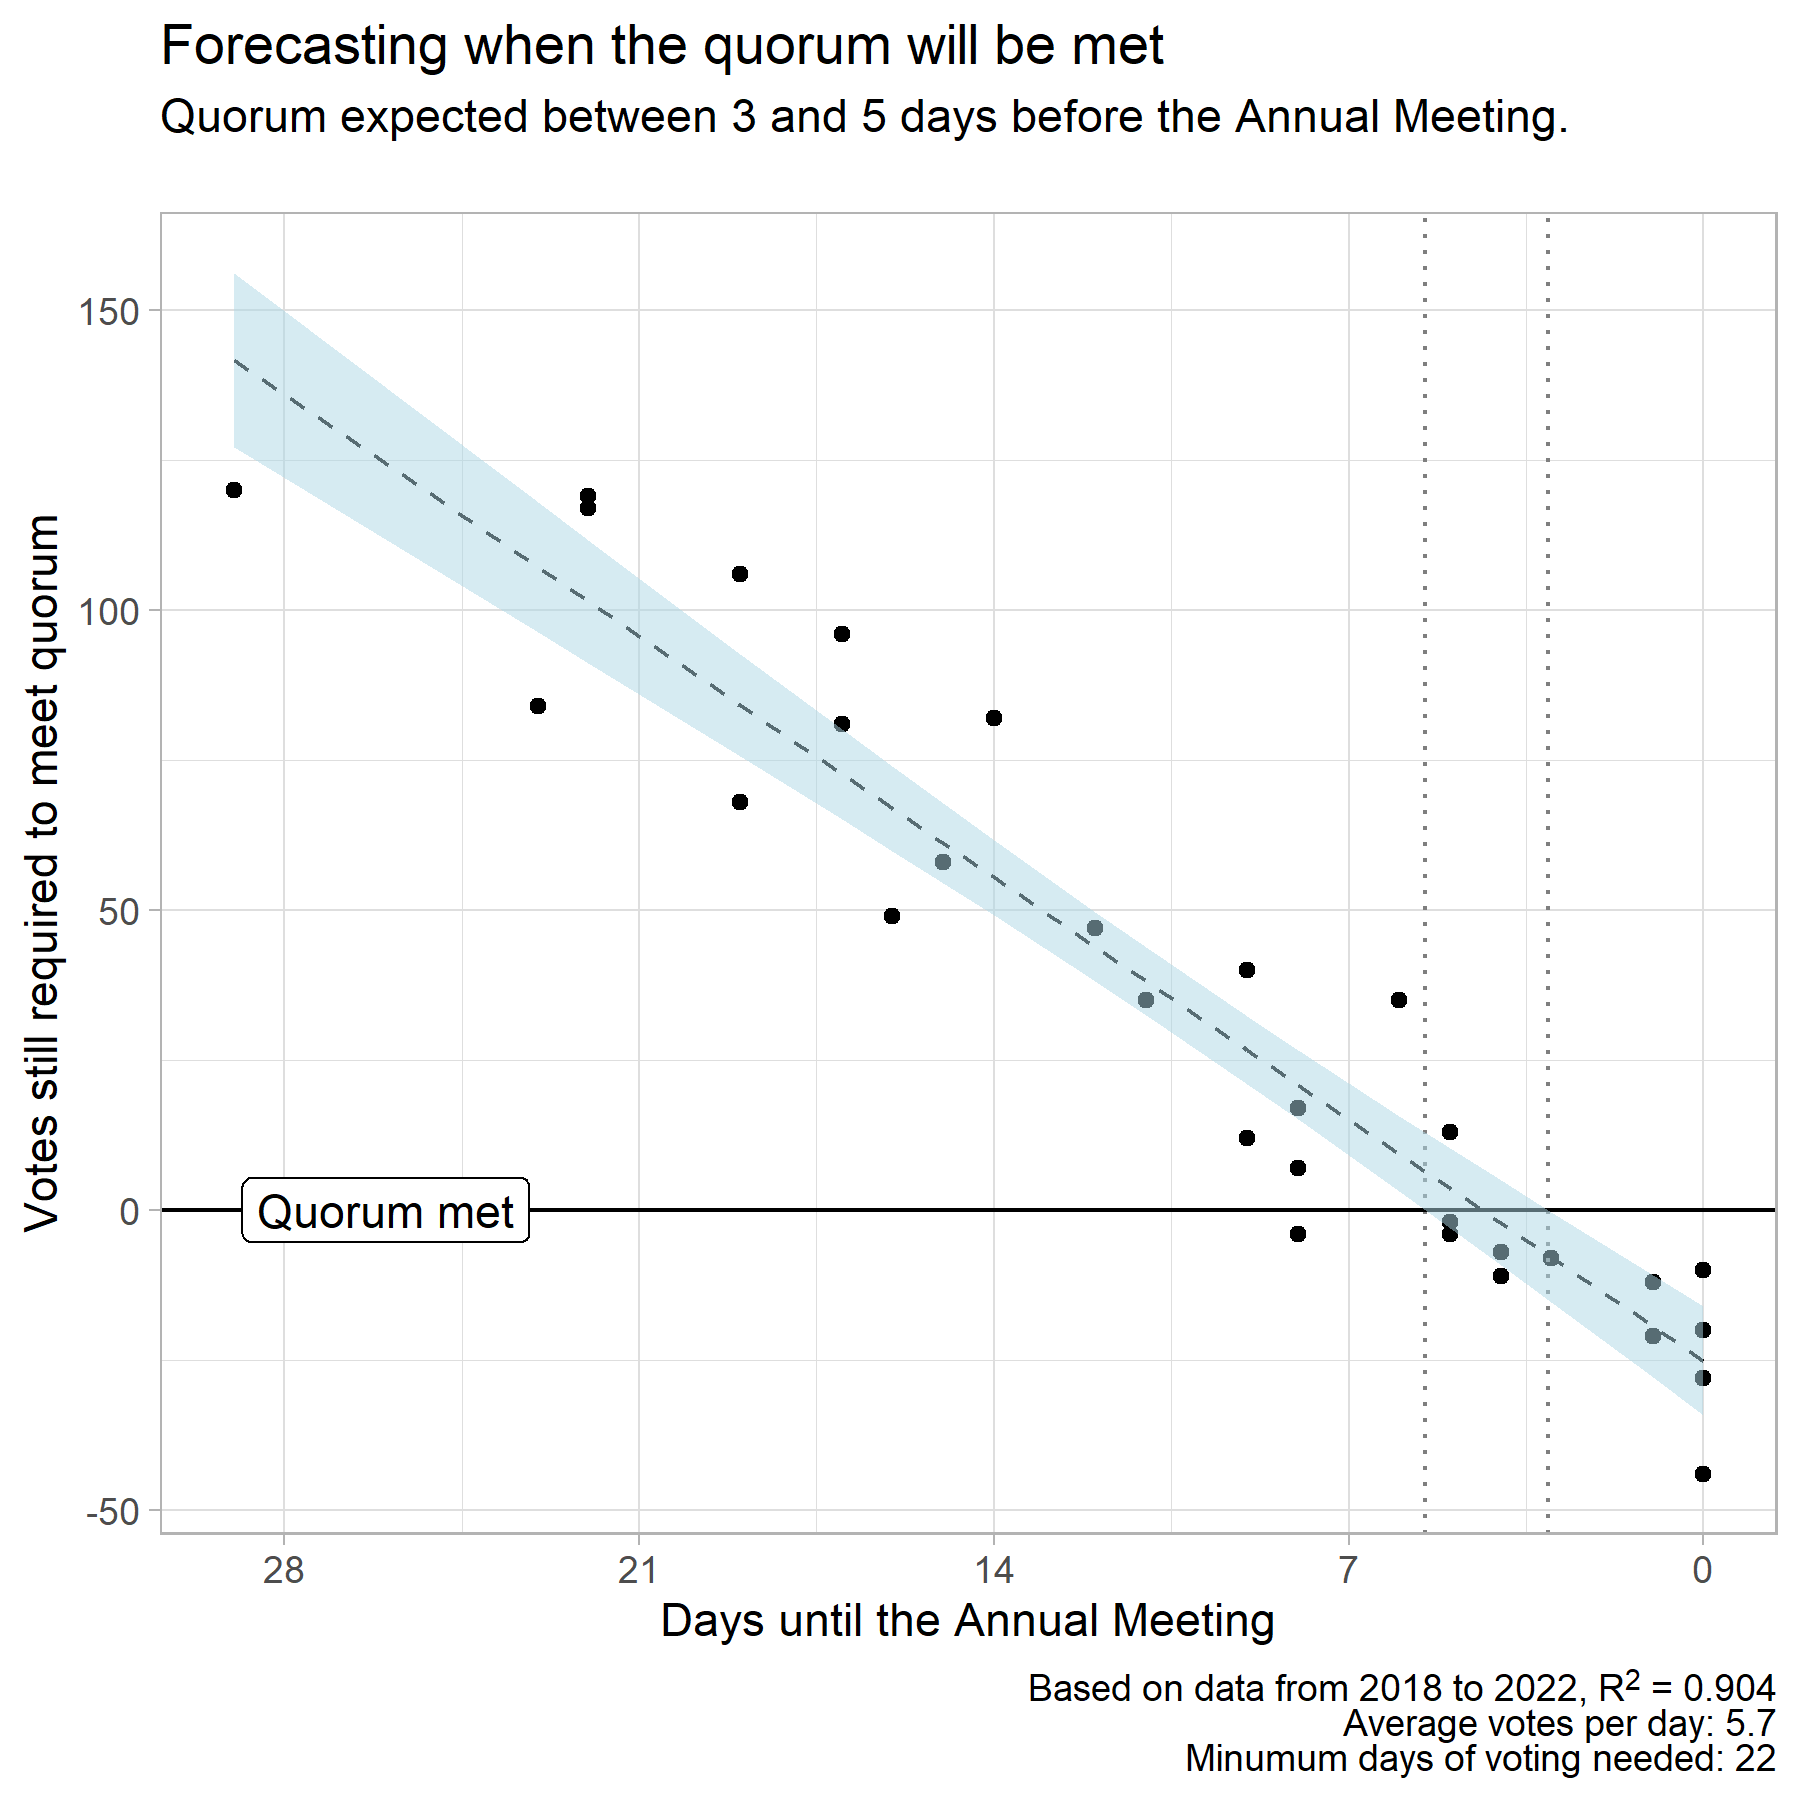 Forecasting when the quorum will be met
Quorum expected between 3 and 5 days before the Annual Meeting.
Votes still required to meet quorum
150
100
50
0
-50
Quorum met
28
21
14
7
0
Days until the Annual Meeting
Based on data from 2018 to 2022, R² = 0.904
Average votes per day: 5.7
Minumum days of voting needed: 22